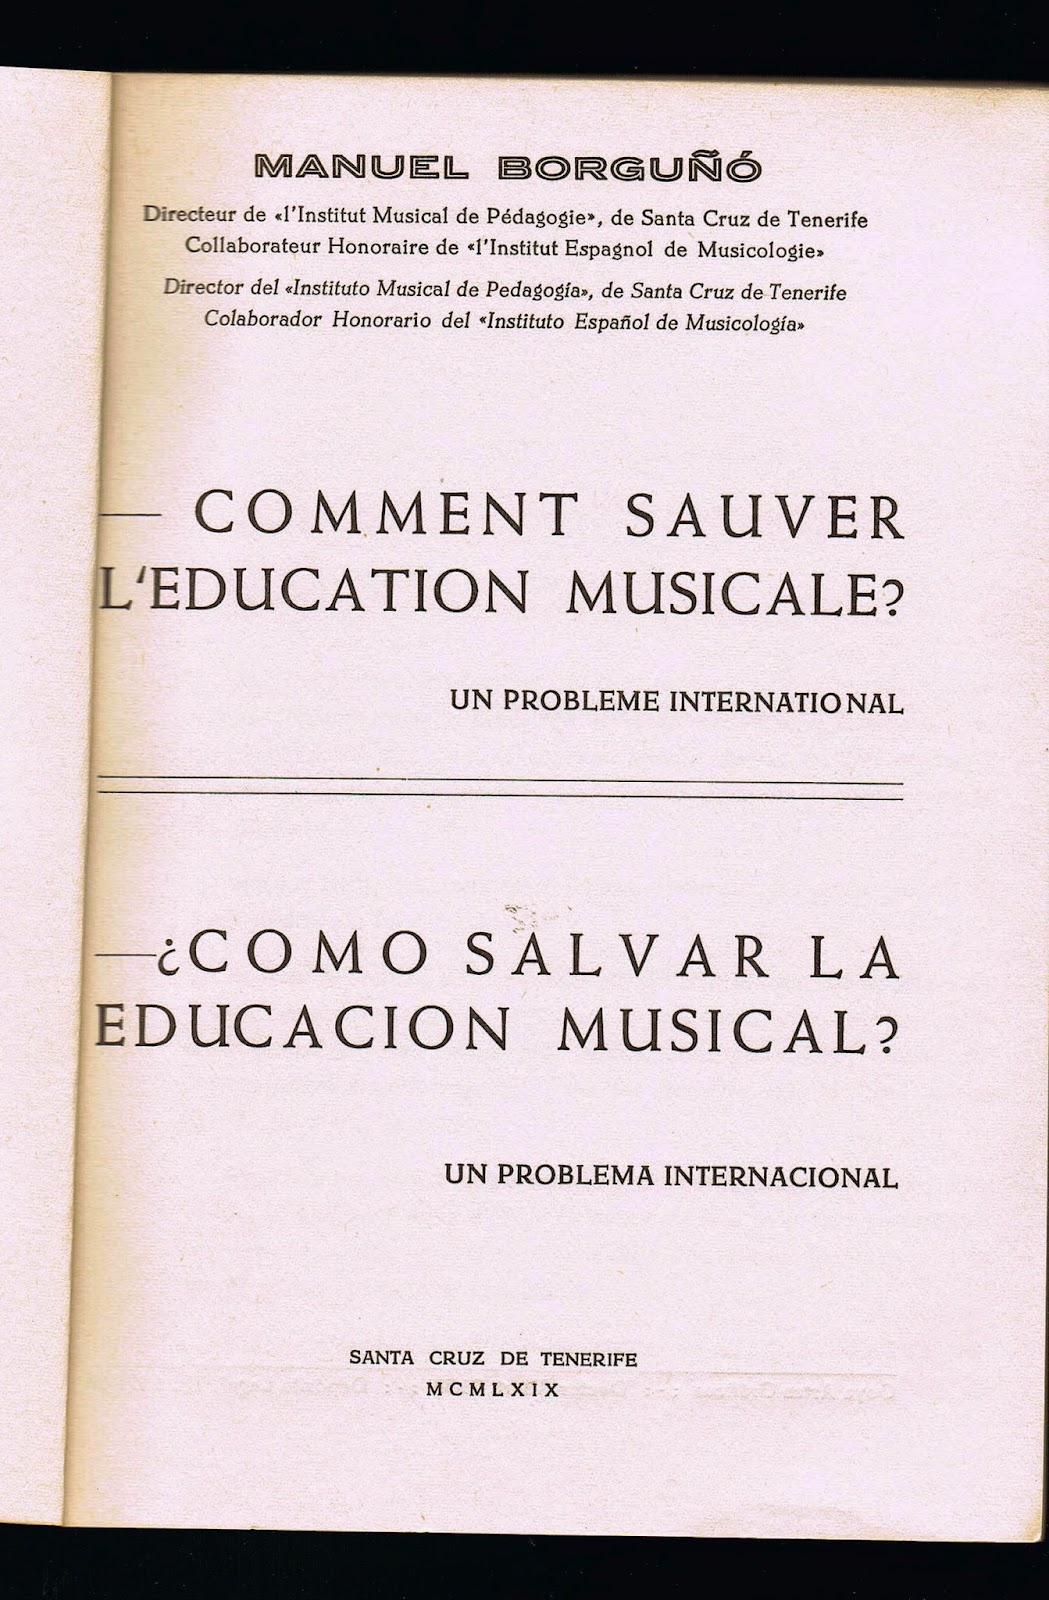 MANUEL BORGUÑÓ
Directeur de «l'Institut Musical de Pédagogie», de Santa Cruz de Tenerife
Collaborateur Honoraire de «l'Institut Espagnol de Musicologie»
Director del «Instituto Musical de Pedagogía», de Santa Cruz de Tenerife
Colaborador Honorario del «Instituto Español de Musicología»
— COMMENT SAUVER
L'EDUCATION MUSICALE?
UN PROBLEME INTERNATIONAL
—¿COMO SALVAR LA
EDUCACION MUSICAL?
UN PROBLEMA INTERNACIONAL
SANTA CRUZ DE TENERIFE
MCMLXIX